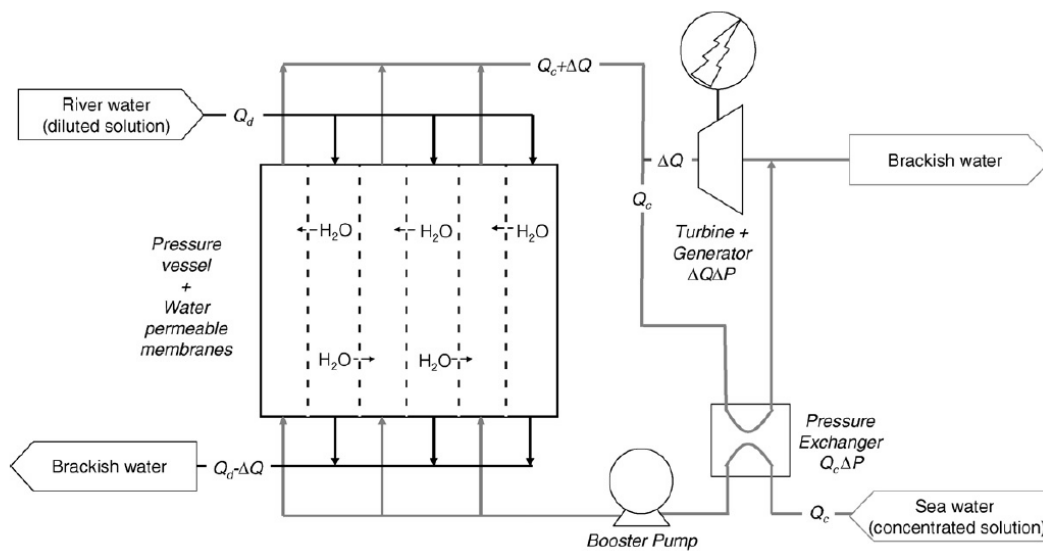 Q_c+ΔQ
River water
(diluted solution)
Q_d
ΔQ
Brackish water
Q_c
H₂O
H₂O
H₂O
Turbine +
Generator
ΔQΔP
Pressure
vessel
+
Water
permeable
membranes
H₂O
H₂O
Pressure
Exchanger
Q_cΔP
Brackish water
Q_d-ΔQ
Q_c
Sea water
(concentrated solution)
Booster Pump